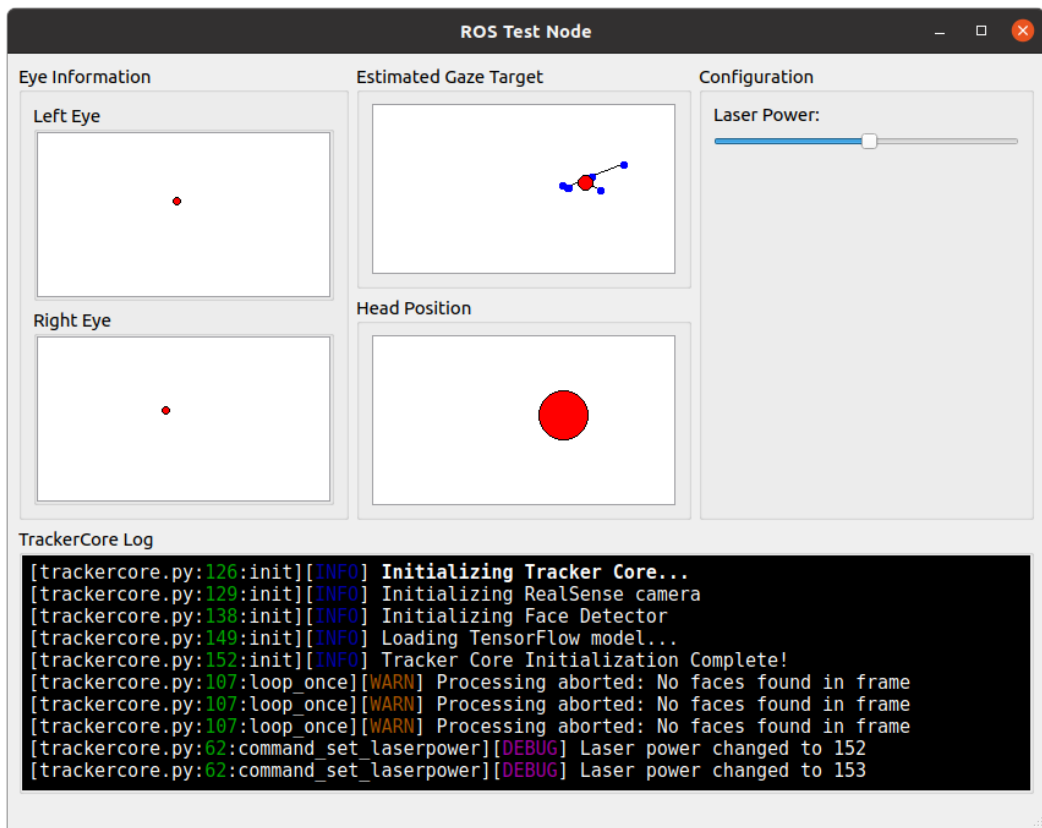 ROS Test Node
Eye Information
Left Eye
Right Eye
Estimated Gaze Target
Head Position
Configuration
Laser Power:
TrackerCore Log
[trackercore.py:126:init][INFO] Initializing Tracker Core...
[trackercore.py:129:init][INFO] Initializing RealSense camera
[trackercore.py:138:init][INFO] Initializing Face Detector
[trackercore.py:149:init][INFO] Loading TensorFlow model...
[trackercore.py:152:init][INFO] Tracker Core Initialization Complete!
[trackercore.py:107:loop_once][WARN] Processing aborted: No faces found in frame
[trackercore.py:107:loop_once][WARN] Processing aborted: No faces found in frame
[trackercore.py:107:loop_once][WARN] Processing aborted: No faces found in frame
[trackercore.py:62:command_set_laserpower][DEBUG] Laser power changed to 152
[trackercore.py:62:command_set_laserpower][DEBUG] Laser power changed to 153